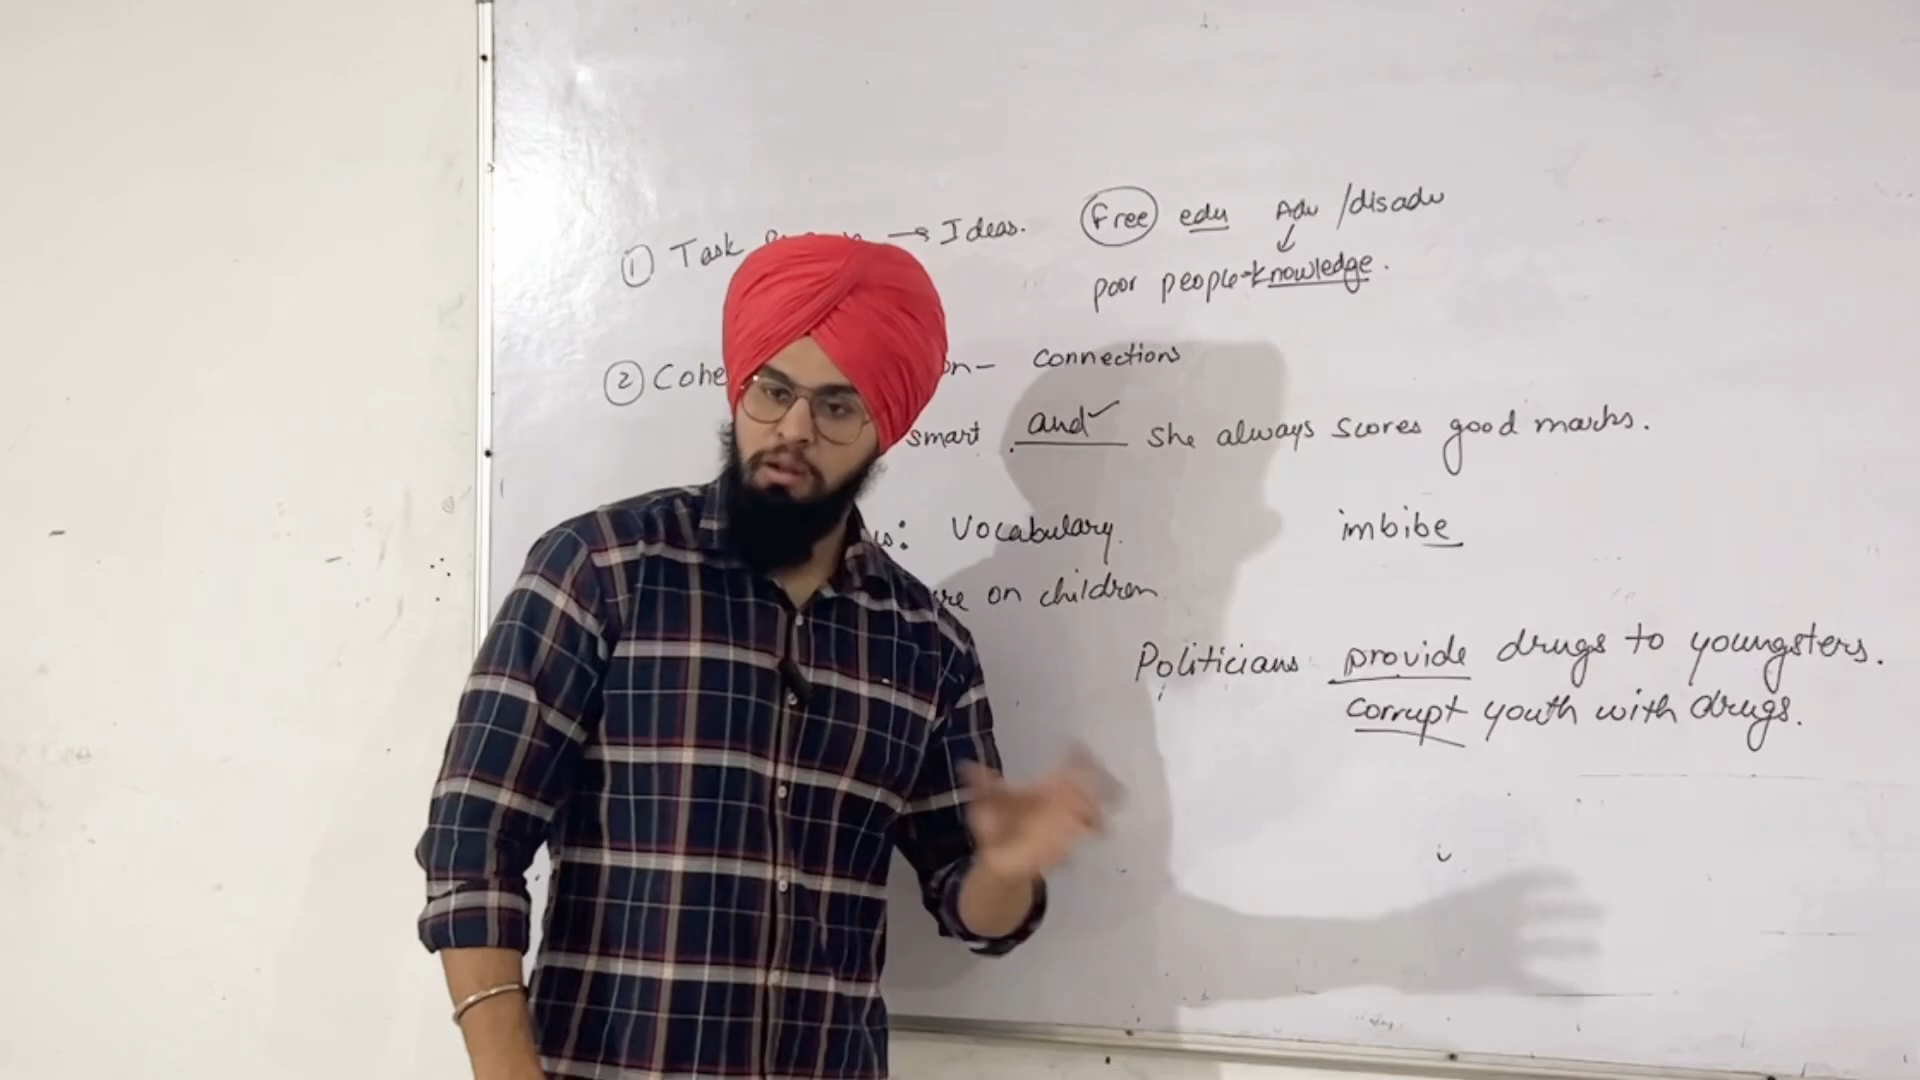 ① Task → Ideas. Free edu Adv /disadv
poor people-knowledge.
② Cohe on- connections
smart and she always scores good marks.
Vocabulary. imbibe
on children
Politicians provide drugs to youngsters.
corrupt youth with drugs.